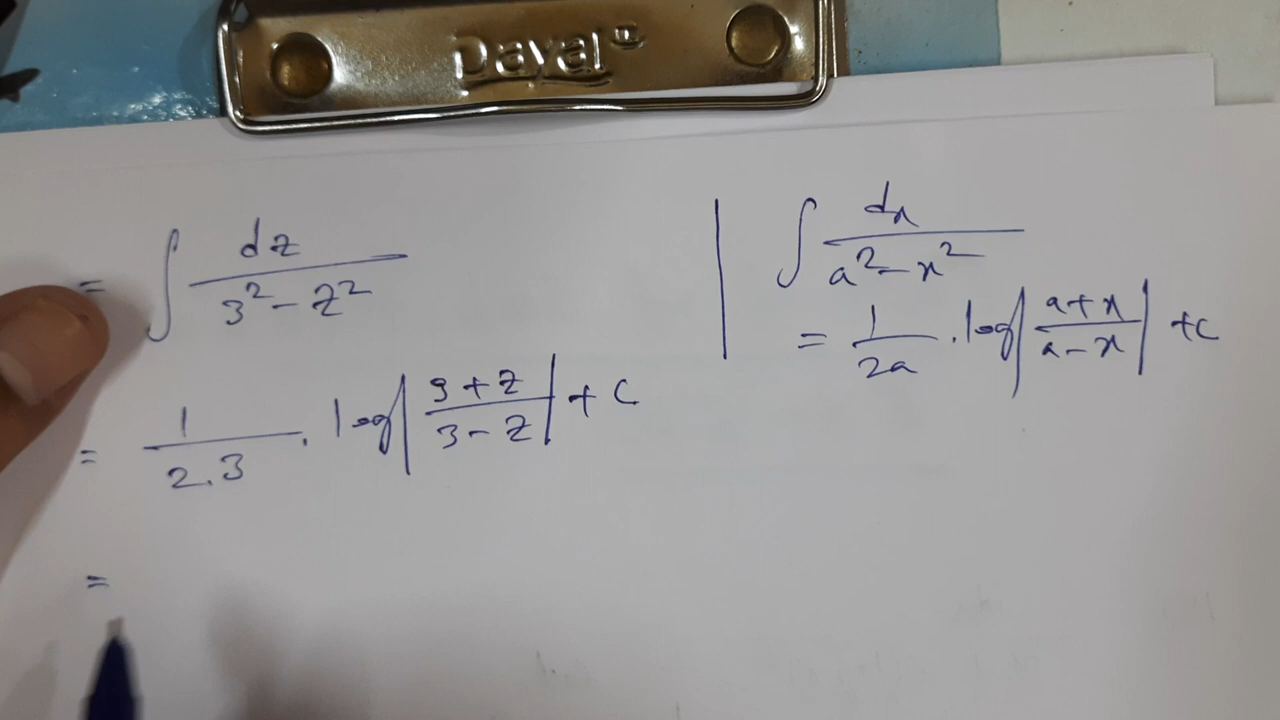 Dayal
= ∫ dz / 3² - z²
= 1 / 2.3 . log | 3+z / 3-z | + C
=
∫ dx / a² - x²
= 1 / 2a . log | a+x / a-x | + C